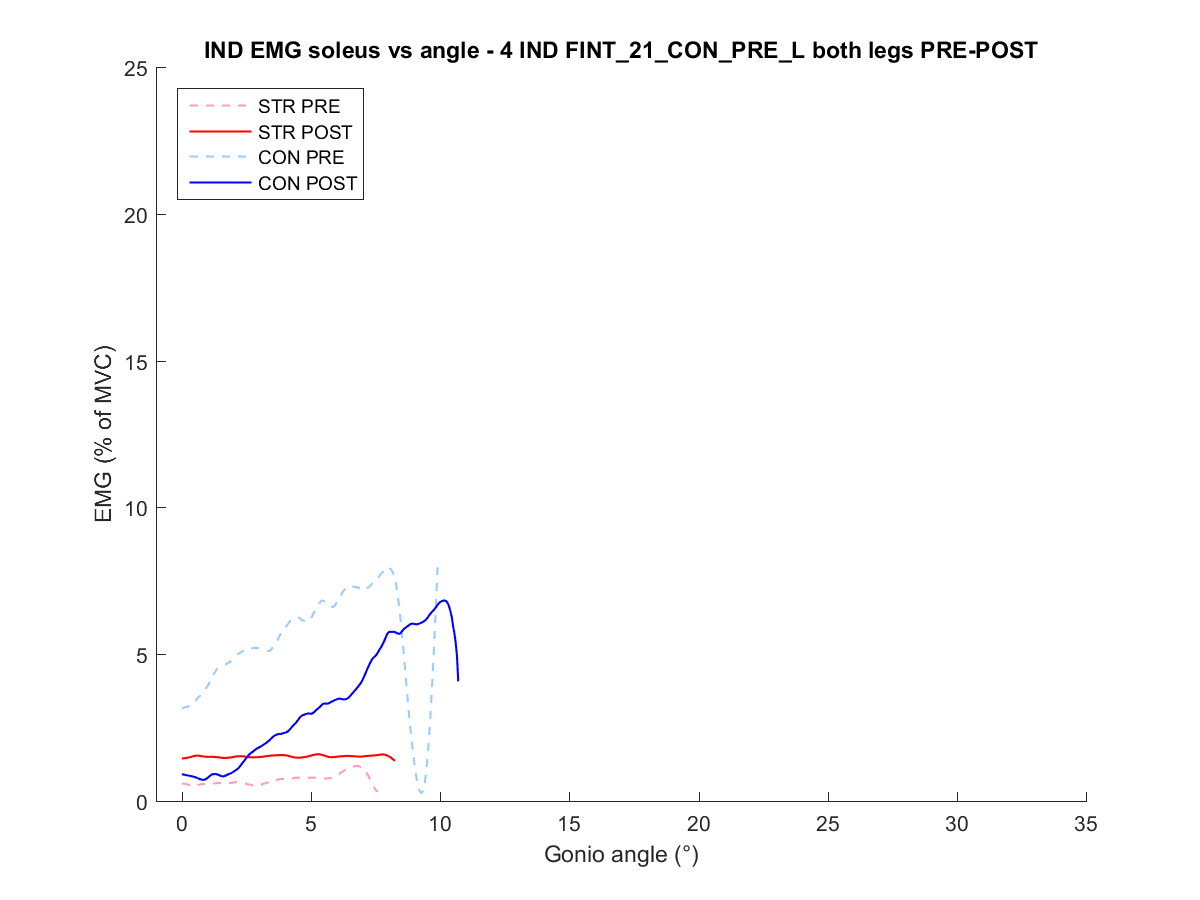 IND EMG soleus vs angle - 4 IND FINT_21_CON_PRE_L both legs PRE-POST
25
20
15
10
5
0
EMG (% of MVC)
STR PRE
STR POST
CON PRE
CON POST
0 5 10 15 20 25 30 35
Gonio angle (°)